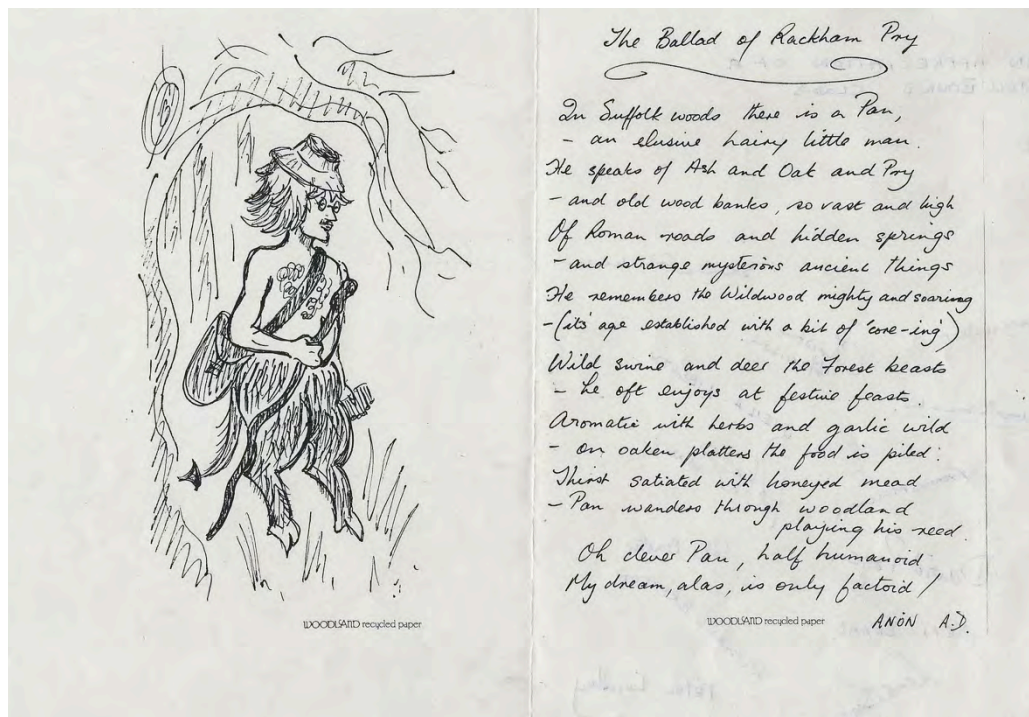 The Ballad of Rackham Pry
In Suffolk woods there is a Pan,
- an elusive hairy little man.
He speaks of Ash and Oak and Pry
- and old wood banks, so vast and high
Of Roman roads and hidden springs
- and strange mysterious ancient things
He remembers the Wildwood mighty and soaring
- (its' age established with a bit of 'core-ing')
Wild swine and deer the Forest beasts
- he oft enjoys at festive feasts.
Aromatic with herbs and garlic wild
- on oaken platters the food is piled.
Thirst satiated with honeyed mead
- Pan wanders through woodland
playing his reed.
Oh clever Pan, half humanoid
My dream, alas, is only factoid!
ANON A.D.
WOODLAND recycled paper
WOODLAND recycled paper